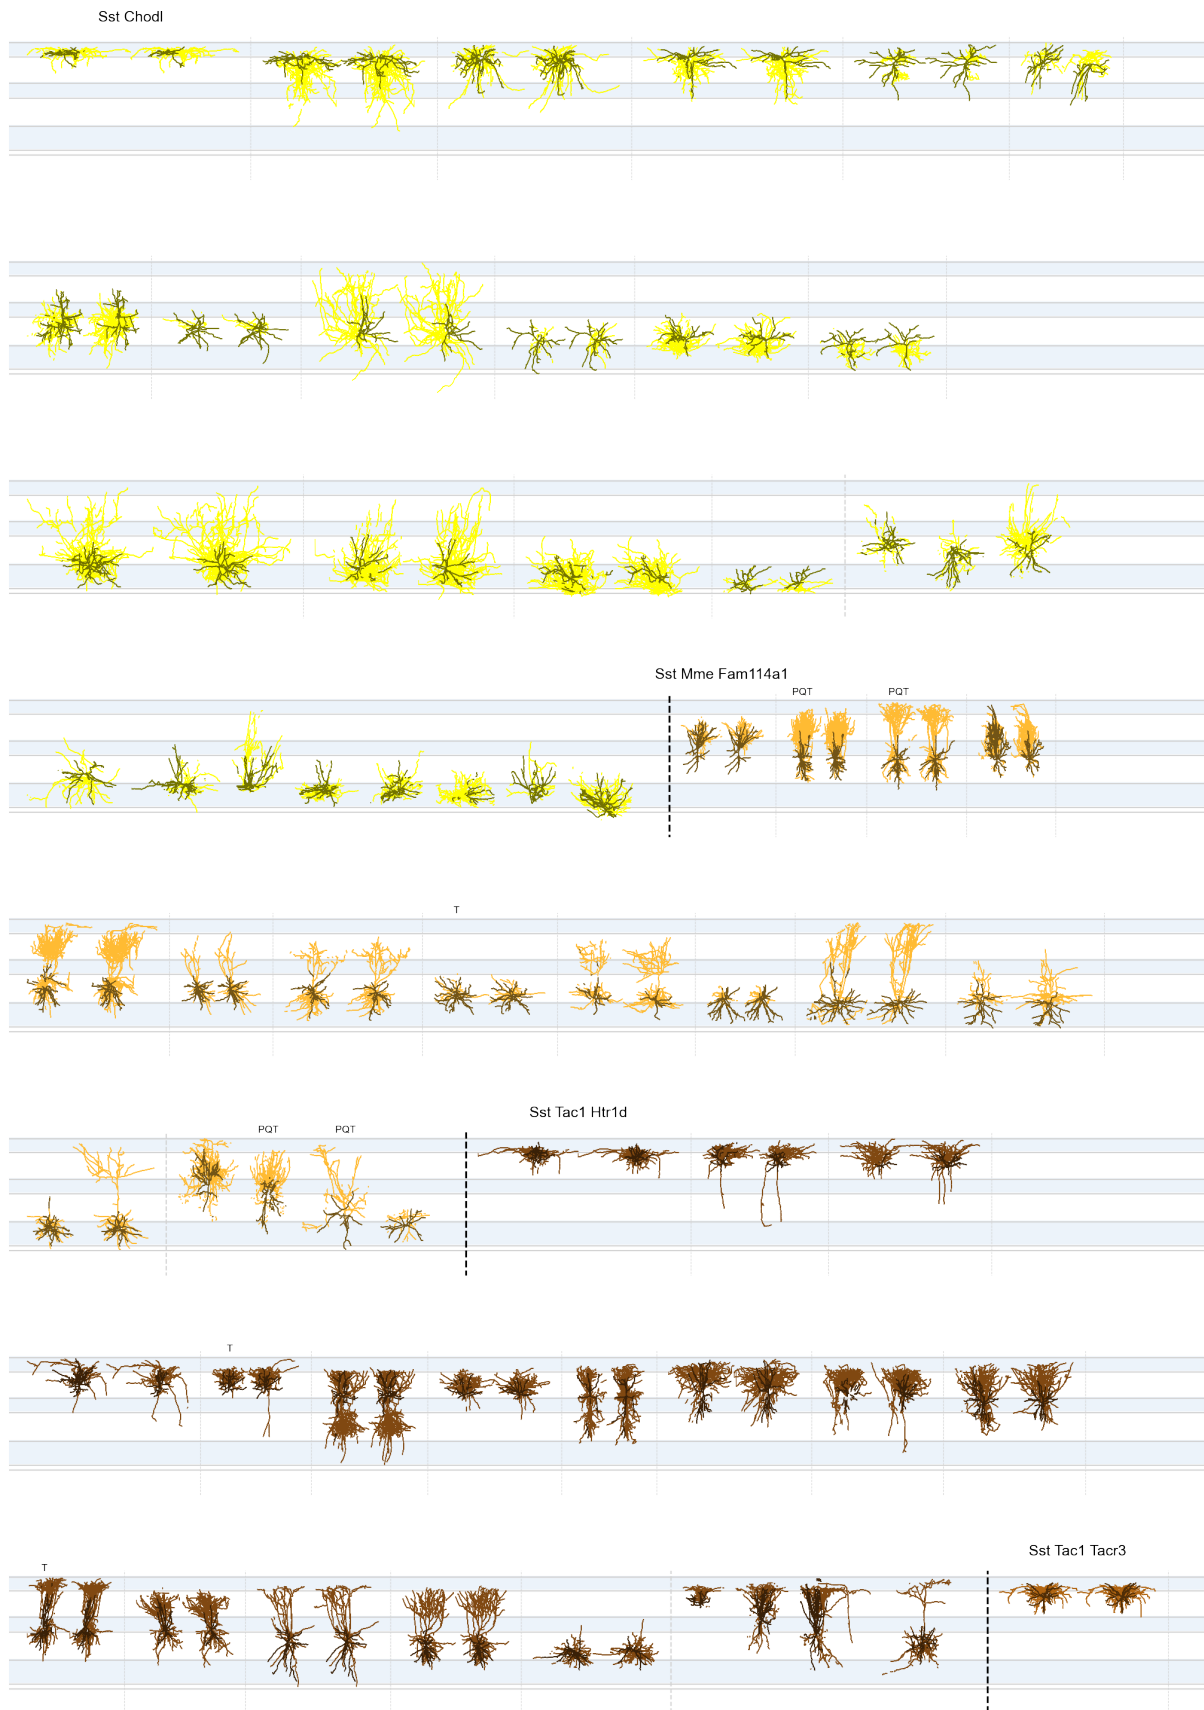 Sst Chodl
Sst Mme Fam114a1
PQT
PQT
T
Sst Tac1 Htr1d
PQT
PQT
T
Sst Tac1 Tacr3
T